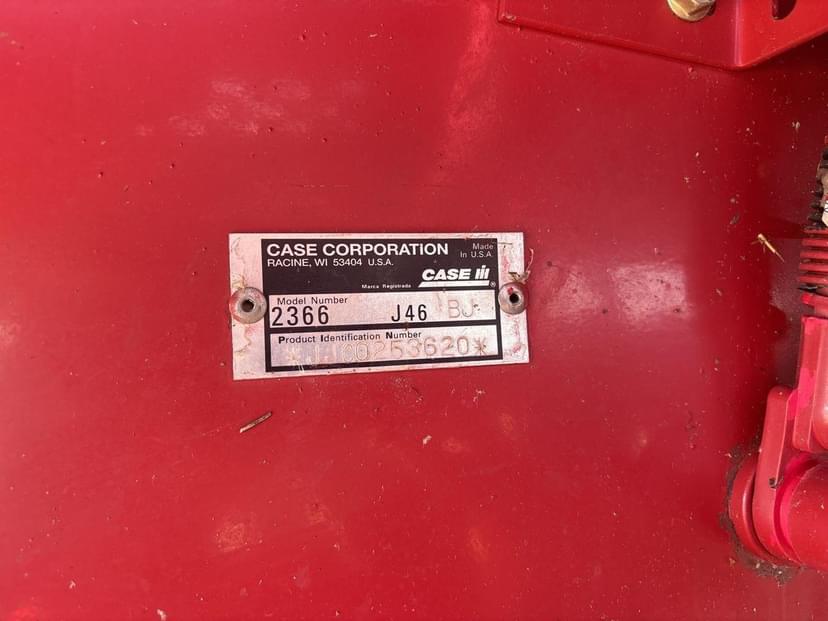 CASE CORPORATION
Made
RACINE, WI 53404 U.S.A.
In U.S.A.
CASE IH
Marca Registrada
®
Model Number
2366 J46 BJ
Product Identification Number
*JJC0253620*